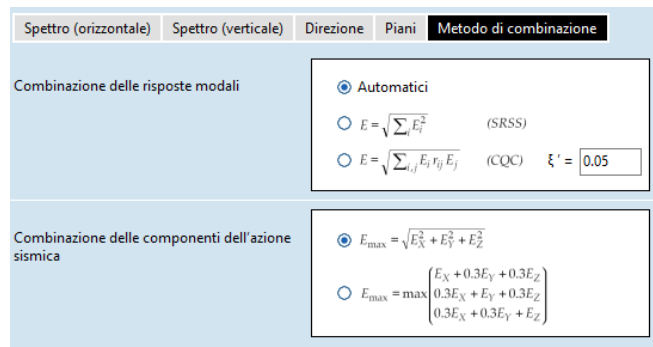 Spettro (orizzontale) Spettro (verticale) Direzione Piani Metodo di combinazione
Combinazione delle risposte modali
Automatici
E = √∑ᵢ Eᵢ² (SRSS)
E = √∑ᵢ,ⱼ Eᵢ rᵢⱼ Eⱼ (CQC) ξ ' = 0.05
Combinazione delle componenti dell'azione
sismica
Eₘₐₓ = √E_X² + E_Y² + E_Z²
Eₘₐₓ = max
E_X + 0.3E_Y + 0.3E_Z
0.3E_X + E_Y + 0.3E_Z
0.3E_X + 0.3E_Y + E_Z